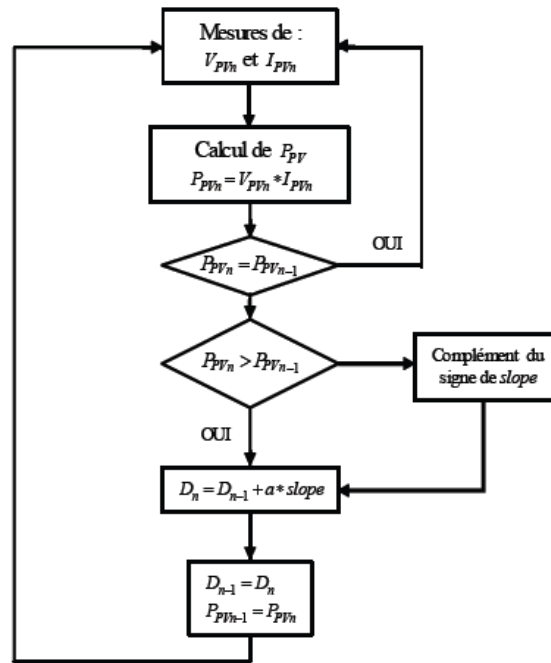 Mesures de :
V_PVn et I_PVn
Calcul de P_PV
P_PVn = V_PVn * I_PVn
OUI
P_PVn = P_PVn-1
P_PVn > P_PVn-1
Complément du
signe de slope
OUI
D_n = D_n-1 + a * slope
D_n-1 = D_n
P_PVn-1 = P_PVn